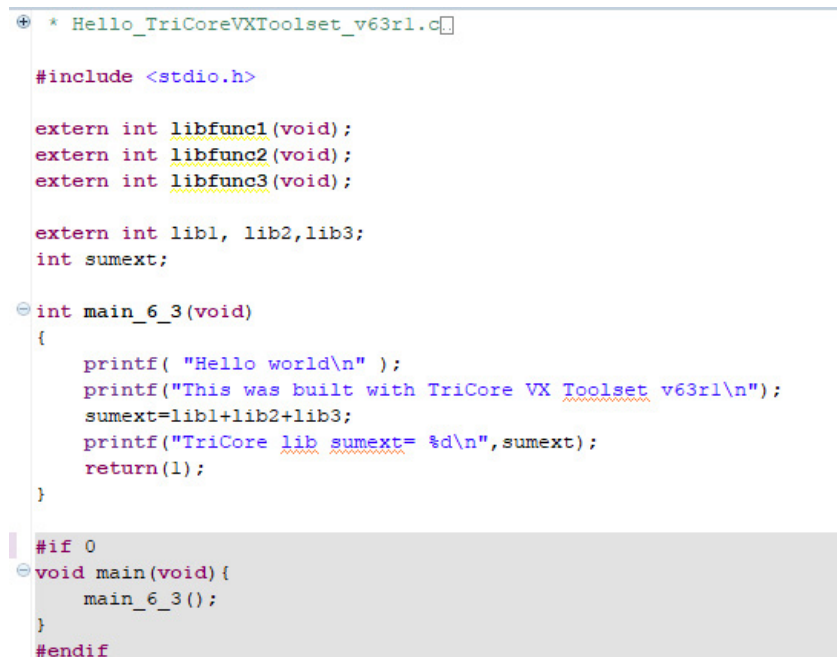 * Hello_TriCoreVXToolset_v63r1.c
#include <stdio.h>
extern int libfunc1(void);
extern int libfunc2(void);
extern int libfunc3(void);
extern int lib1, lib2,lib3;
int sumext;
int main_6_3(void)
{
printf( "Hello world\n" );
printf("This was built with TriCore VX Toolset v63r1\n");
sumext=lib1+lib2+lib3;
printf("TriCore lib sumext= %d\n",sumext);
return(1);
}
#if 0
void main(void){
main_6_3();
}
#endif